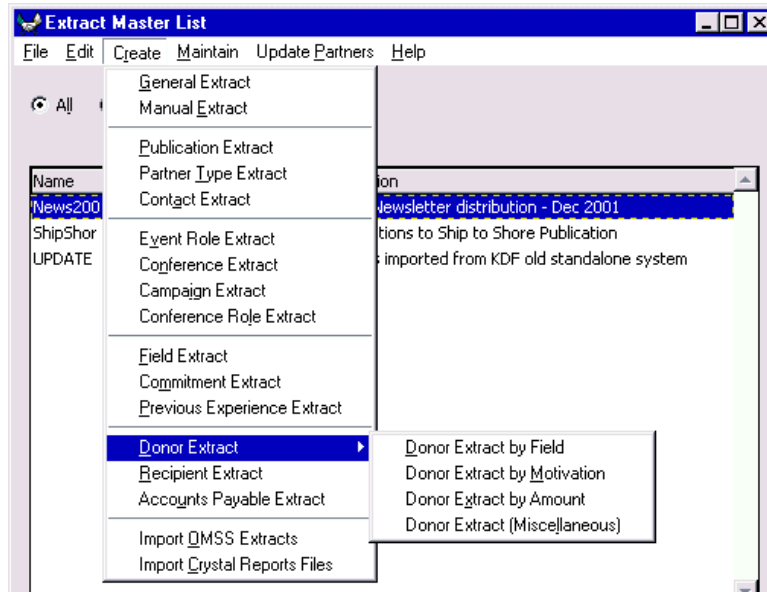 Extract Master List
File Edit Create Maintain Update Partners Help
General Extract
All
Manual Extract
Publication Extract
Partner Type Extract
Name ion
Contact Extract
News200 Newsletter distribution - Dec 2001
ShipShor tions to Ship to Shore Publication
Event Role Extract
UPDATE imported from KDF old standalone system
Conference Extract
Campaign Extract
Conference Role Extract
Field Extract
Commitment Extract
Previous Experience Extract
Donor Extract
Donor Extract by Field
Recipient Extract
Donor Extract by Motivation
Accounts Payable Extract
Donor Extract by Amount
Donor Extract (Miscellaneous)
Import OMSS Extracts
Import Crystal Reports Files